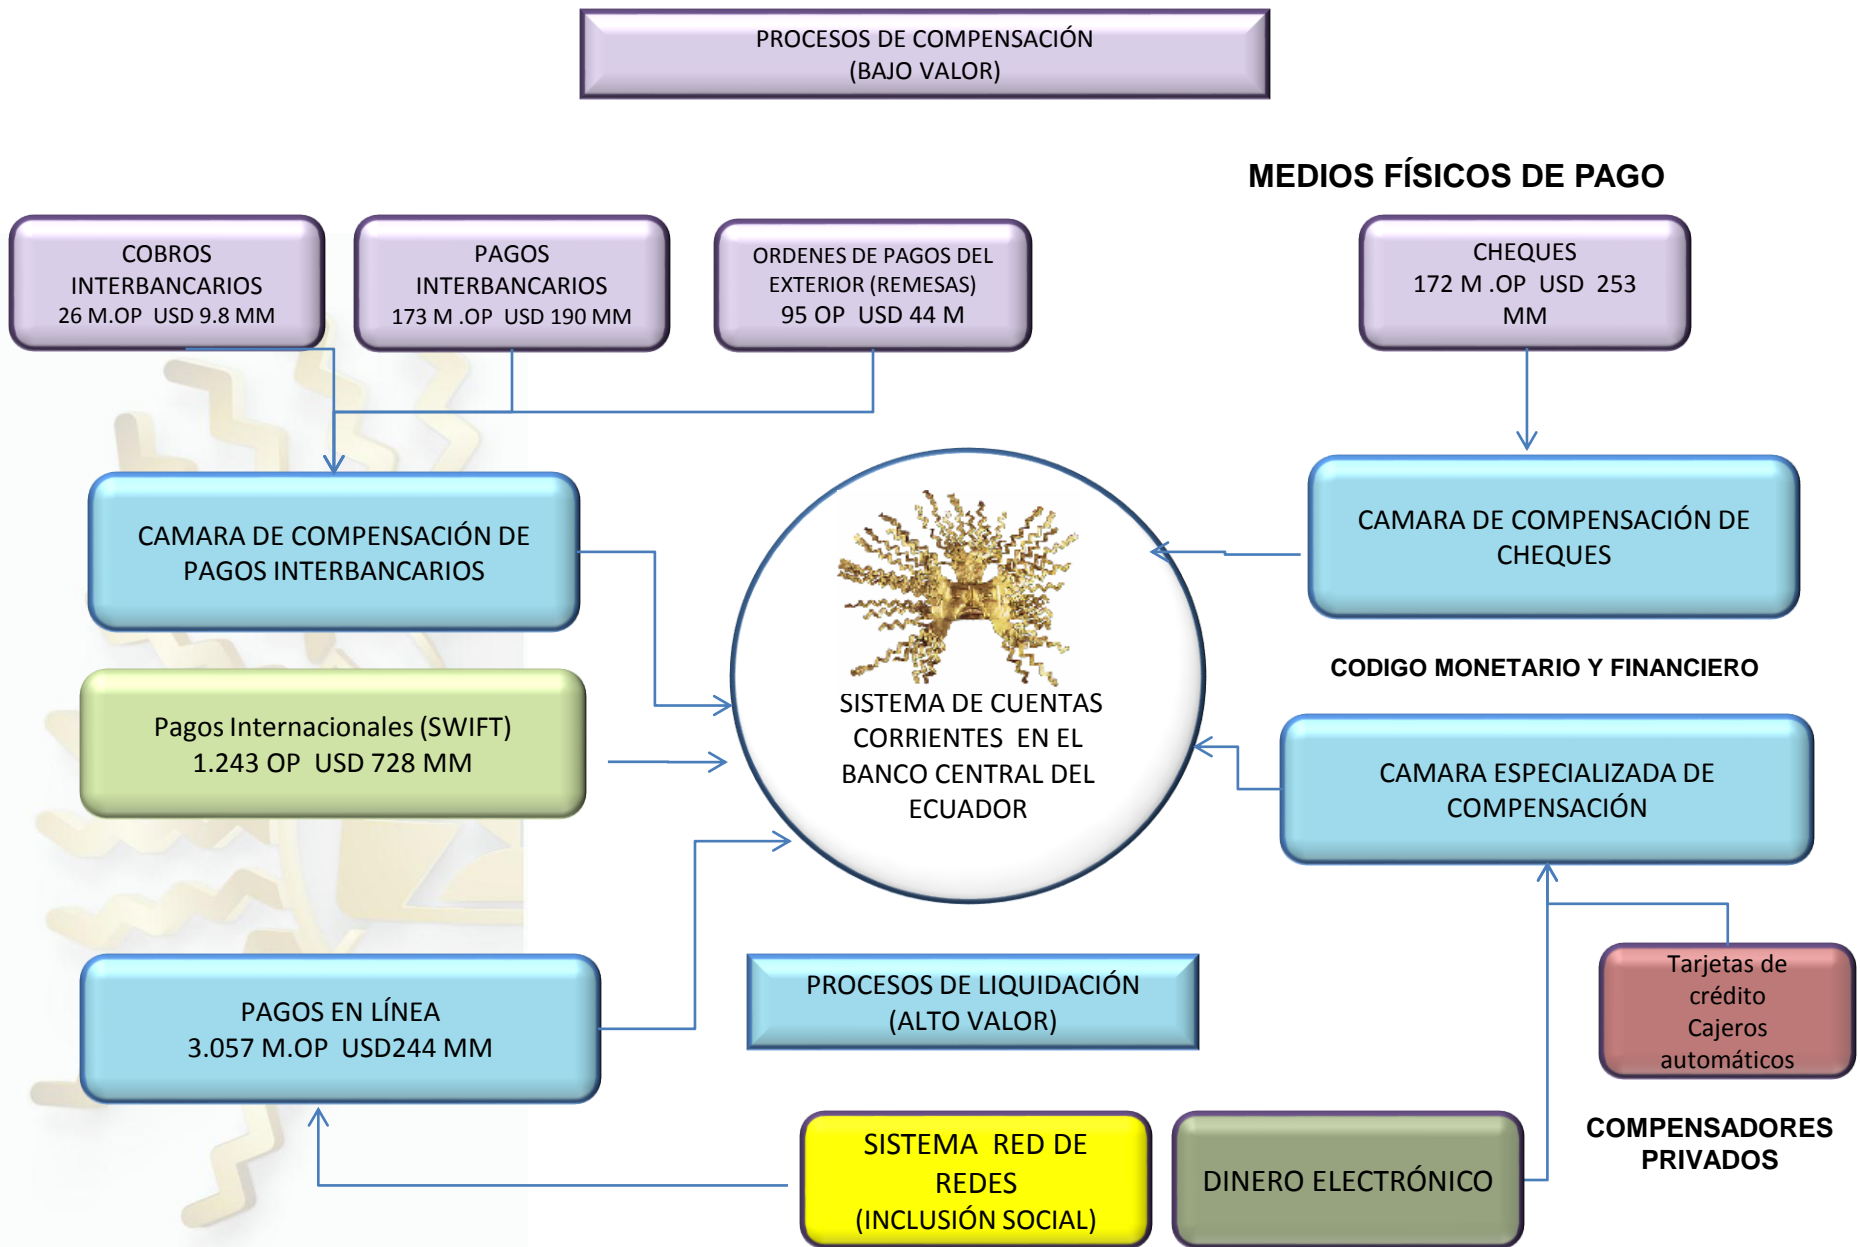 PROCESOS DE COMPENSACIÓN
(BAJO VALOR)
MEDIOS FÍSICOS DE PAGO
COBROS
INTERBANCARIOS
26 M.OP USD 9.8 MM
PAGOS
INTERBANCARIOS
173 M .OP USD 190 MM
ORDENES DE PAGOS DEL
EXTERIOR (REMESAS)
95 OP USD 44 M
CHEQUES
172 M .OP USD 253
MM
CAMARA DE COMPENSACIÓN DE
PAGOS INTERBANCARIOS
CAMARA DE COMPENSACIÓN DE
CHEQUES
Pagos Internacionales (SWIFT)
1.243 OP USD 728 MM
SISTEMA DE CUENTAS
CORRIENTES EN EL
BANCO CENTRAL DEL
ECUADOR
CODIGO MONETARIO Y FINANCIERO
CAMARA ESPECIALIZADA DE
COMPENSACIÓN
PAGOS EN LÍNEA
3.057 M.OP USD244 MM
PROCESOS DE LIQUIDACIÓN
(ALTO VALOR)
Tarjetas de
crédito
Cajeros
automáticos
COMPENSADORES
PRIVADOS
SISTEMA RED DE
REDES
(INCLUSIÓN SOCIAL)
DINERO ELECTRÓNICO